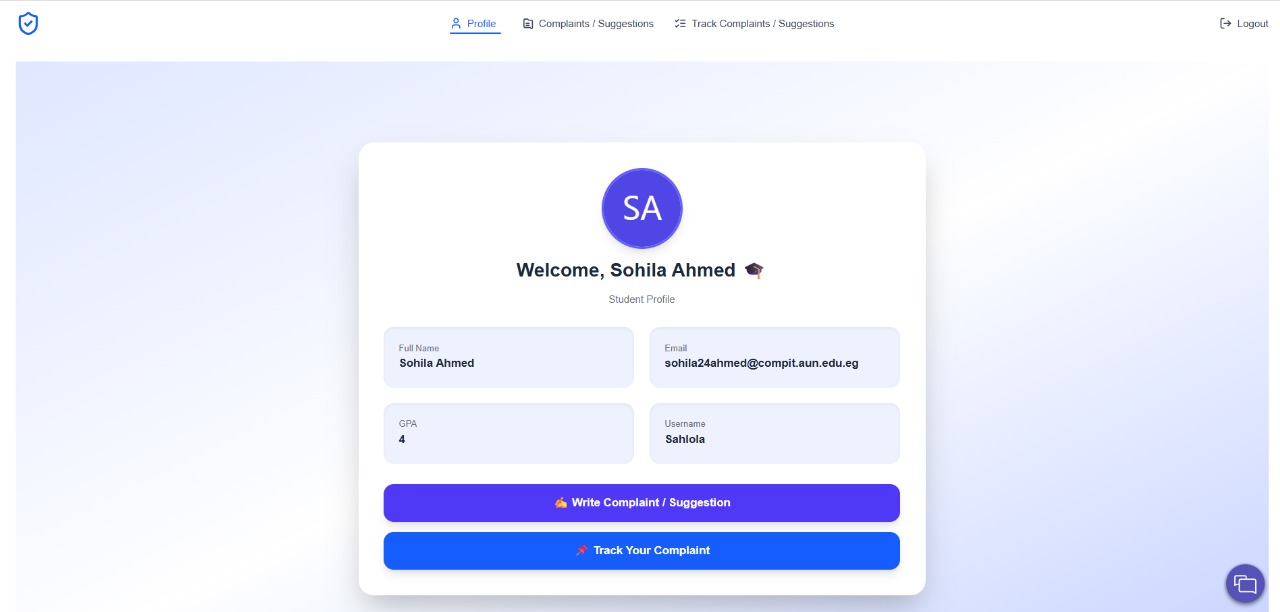 Profile
Complaints / Suggestions
Track Complaints / Suggestions
Logout
SA
Welcome, Sohila Ahmed 🎓
Student Profile
Full Name
Sohila Ahmed
Email
sohila24ahmed@compit.aun.edu.eg
GPA
4
Username
Sahlola
✍️ Write Complaint / Suggestion
📌 Track Your Complaint